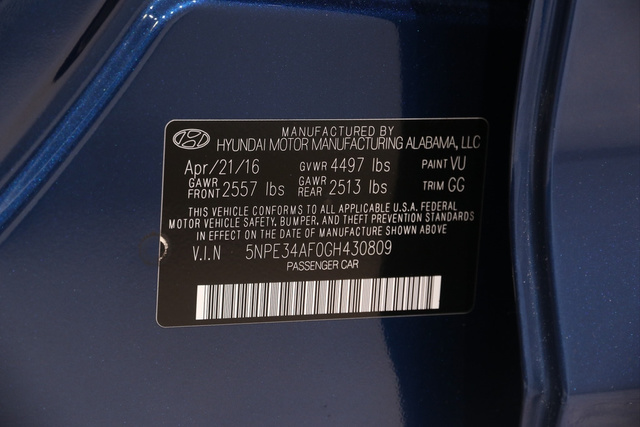 MANUFACTURED BY
HYUNDAI MOTOR MANUFACTURING ALABAMA, LLC
Apr/21/16 GVWR 4497 lbs PAINT VU
GAWR FRONT 2557 lbs GAWR REAR 2513 lbs TRIM GG
THIS VEHICLE CONFORMS TO ALL APPLICABLE U.S.A. FEDERAL
MOTOR VEHICLE SAFETY, BUMPER, AND THEFT PREVENTION STANDARDS
IN EFFECT ON THE DATE OF MANUFACTURE SHOWN ABOVE
V.I.N 5NPE34AF0GH430809
PASSENGER CAR